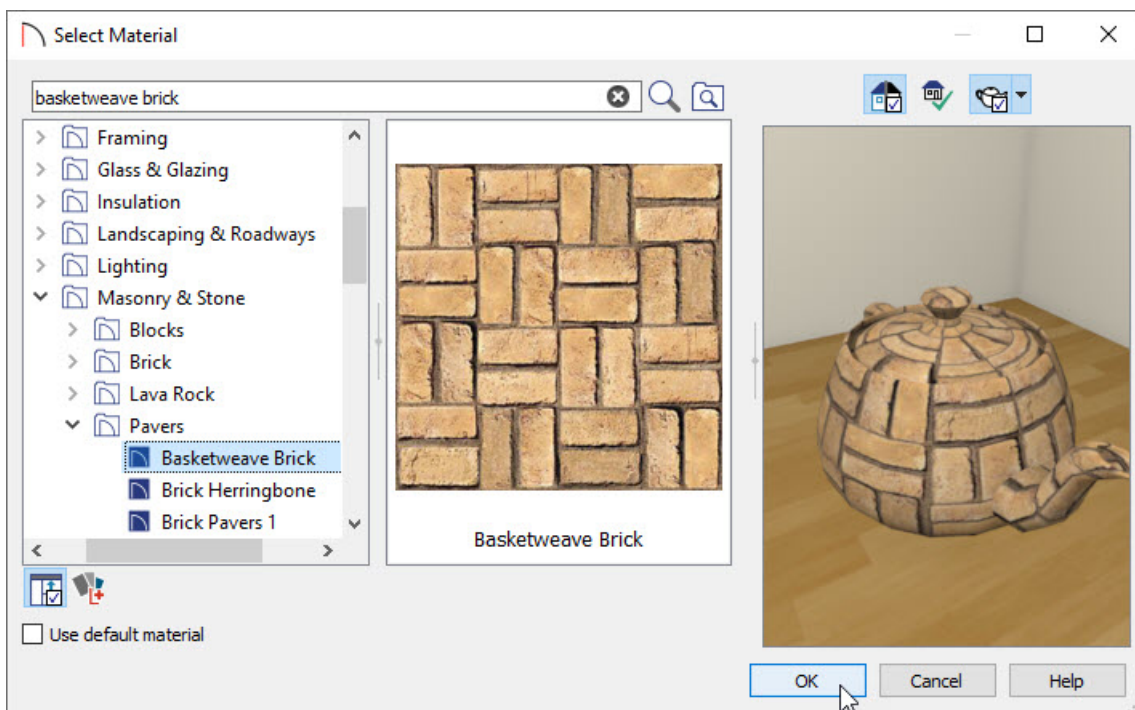 Select Material
basketweave brick
Framing
Glass & Glazing
Insulation
Landscaping & Roadways
Lighting
Masonry & Stone
Blocks
Brick
Lava Rock
Pavers
Basketweave Brick
Brick Herringbone
Brick Pavers 1
Basketweave Brick
Use default material
OK
Cancel
Help